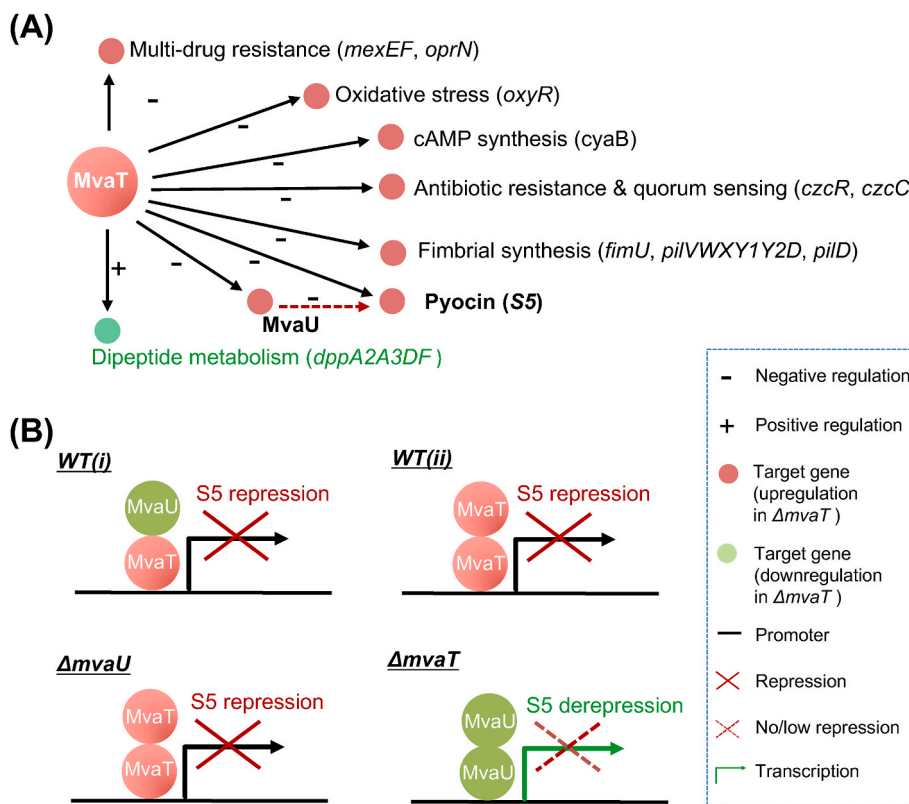 (A)
Multi-drug resistance (mexEF, oprN)
–
Oxidative stress (oxyR)
–
cAMP synthesis (cyaB)
–
MvaT
Antibiotic resistance & quorum sensing (czcR, czcC
–
Fimbrial synthesis (fimU, pilVWXY1Y2D, pilD)
–
+
–
–
–
Pyocin (S5)
MvaU
Dipeptide metabolism (dppA2A3DF )
– Negative regulation
+ Positive regulation
Target gene
(upregulation
in ΔmvaT )
Target gene
(downregulation
in ΔmvaT )
Promoter
Repression
No/low repression
Transcription
(B)
WT(i)
S5 repression
MvaU
MvaT
WT(ii)
S5 repression
MvaT
MvaT
ΔmvaU
S5 repression
MvaT
MvaT
ΔmvaT
S5 derepression
MvaU
MvaU